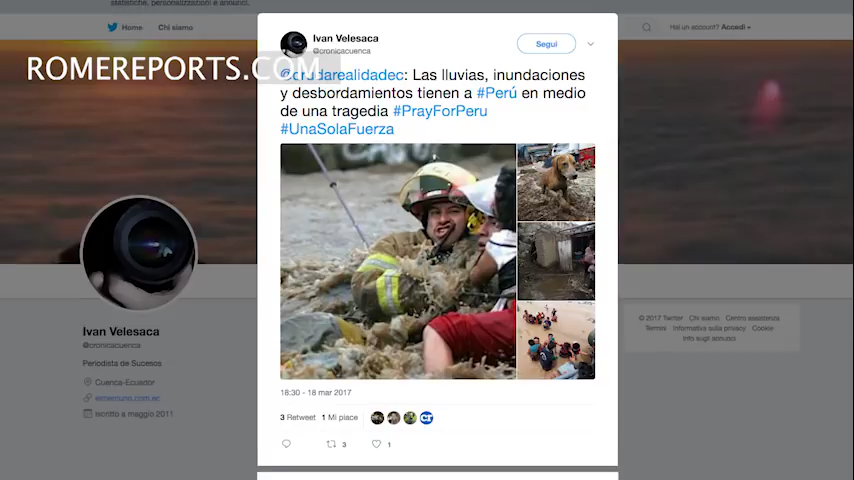 statistiche, personalizzazioni e annunci.
Home Chi siamo
Hai un account? Accedi
ROMEREPORTS.COM
Ivan Velesaca
@cronicacuenca
Segui
@crudarealidadec: Las lluvias, inundaciones
y desbordamientos tienen a #Perú en medio
de una tragedia #PrayForPeru
#UnaSolaFuerza
18:30 - 18 mar 2017
3 Retweet 1 Mi piace
3 1
Ivan Velesaca
@cronicacuenca
Periodista de Sucesos
Cuenca-Ecuador
elmercurio.com.ec
Iscritto a maggio 2011
© 2017 Twitter Chi siamo Centro assistenza
Termini Informativa sulla privacy Cookie
Info sugli annunci